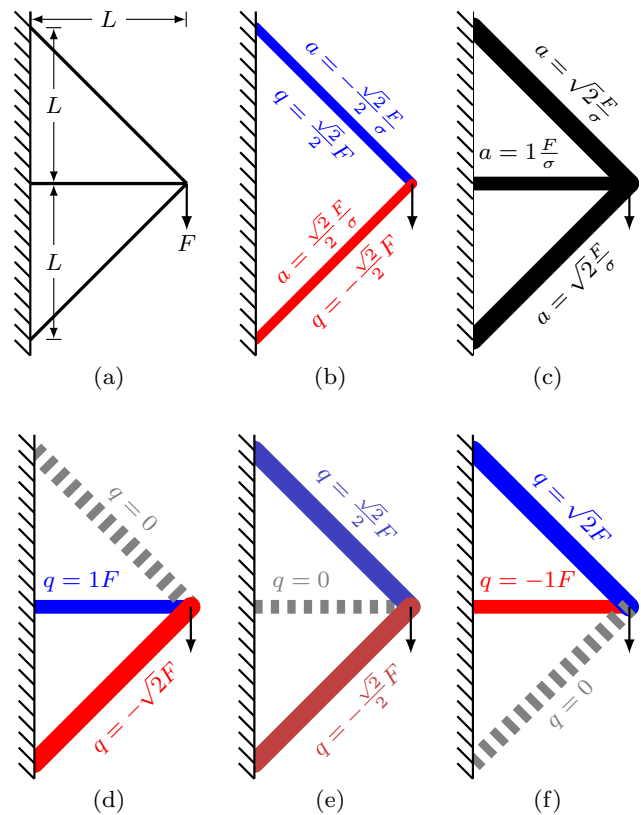 L
L
L
F
(a)
a = −√2/2 F/σ
q = √2/2 F
a = √2/2 F/σ
q = −√2/2 F
(b)
a = √2 F/σ
a = 1 F/σ
a = √2 F/σ
(c)
q = 0
q = 1F
q = −√2F
(d)
q = √2/2 F
q = 0
q = −√2/2 F
(e)
q = √2F
q = −1F
q = 0
(f)